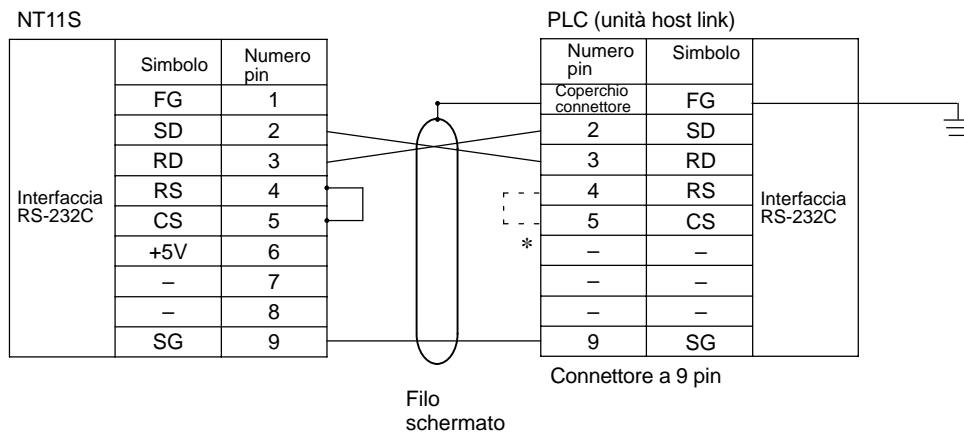 NT11S
PLC (unità host link)
Simbolo
Numero
pin
Numero
pin
Simbolo
FG 1
Coperchio
connettore
FG
SD 2
2 SD
RD 3
3 RD
Interfaccia
RS-232C
RS 4
4 RS
Interfaccia
RS-232C
CS 5
5 CS
+5V 6
*
– –
– 7
– –
– 8
– –
SG 9
9 SG
Connettore a 9 pin
Filo
schermato